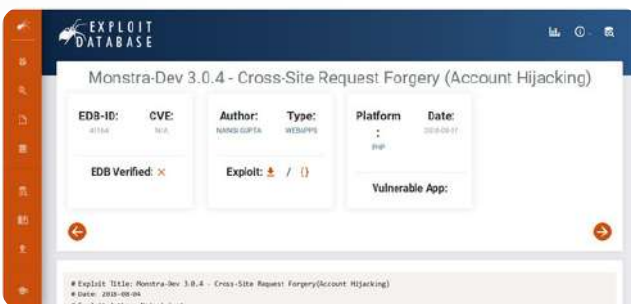 EXPLOIT
DATABASE
Monstra-Dev 3.0.4 - Cross-Site Request Forgery (Account Hijacking)
EDB-ID:
CVE:
N/A
EDB Verified: ×
Author:
NANSI GUPTA
Type:
WEBAPPS
Exploit: / {}
Platform
:
PHP
Date:
Vulnerable App:
# Exploit Title: Monstra-Dev 3.0.4 - Cross-Site Request Forgery(Account Hijacking)
# Date: 2018-08-04